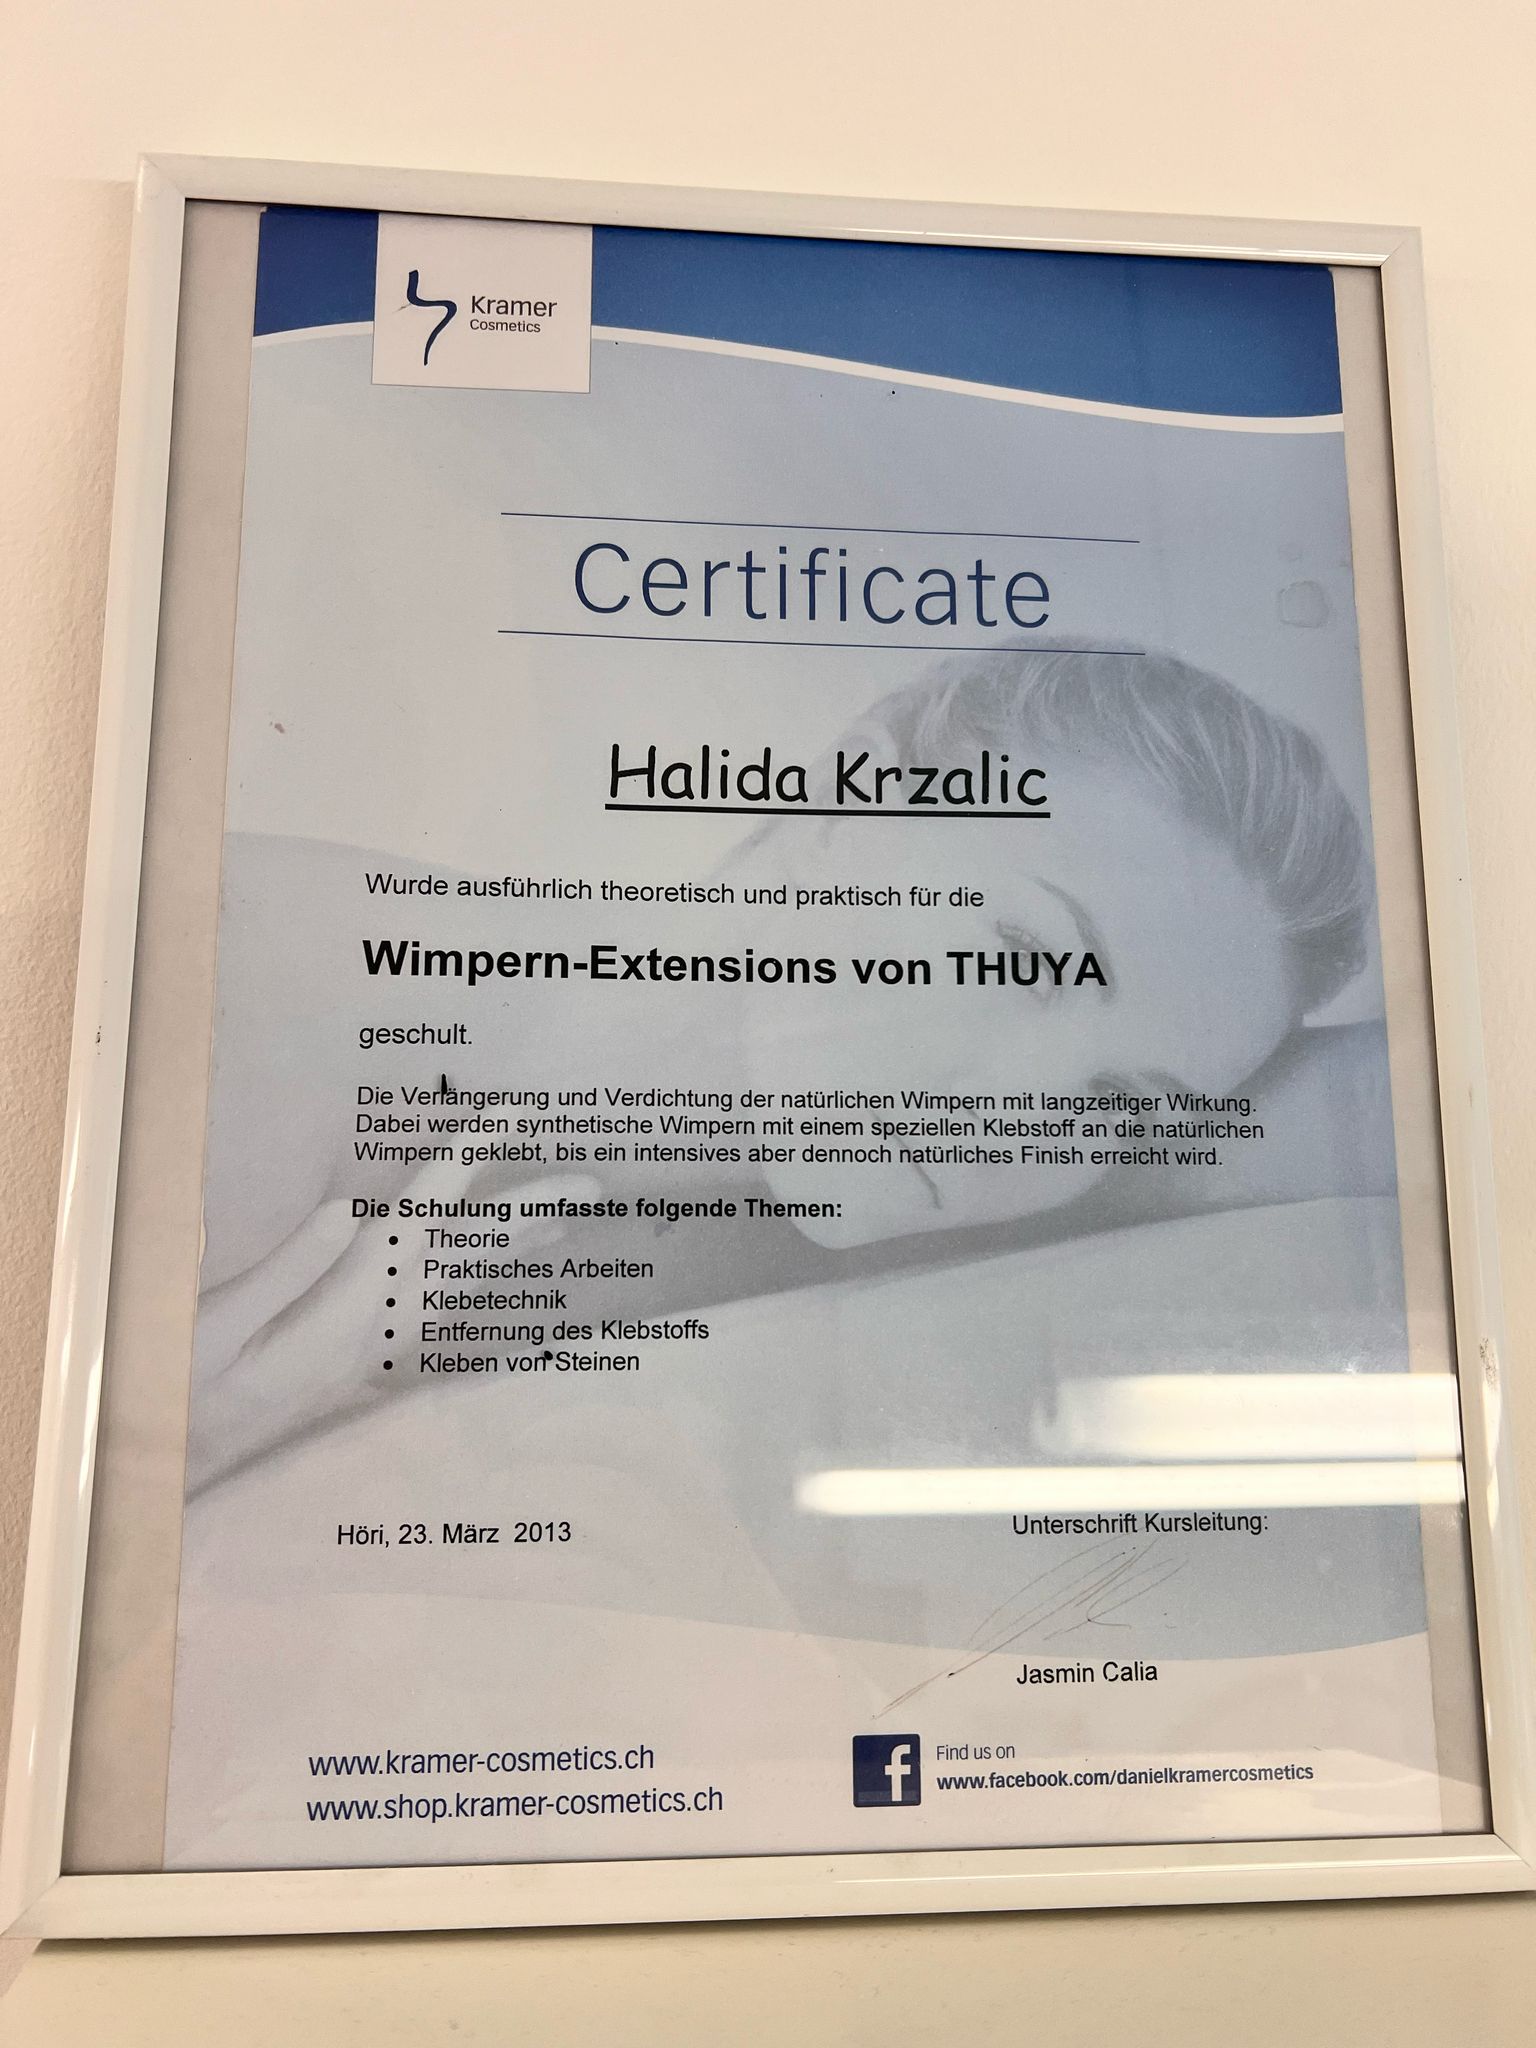 Kramer
Cosmetics
Certificate
Halida Krzalic
Wurde ausführlich theoretisch und praktisch für die
Wimpern-Extensions von THUYA
geschult.
Die Verlängerung und Verdichtung der natürlichen Wimpern mit langzeitiger Wirkung.
Dabei werden synthetische Wimpern mit einem speziellen Klebstoff an die natürlichen
Wimpern geklebt, bis ein intensives aber dennoch natürliches Finish erreicht wird.
Die Schulung umfasste folgende Themen:
• Theorie
• Praktisches Arbeiten
• Klebetechnik
• Entfernung des Klebstoffs
• Kleben von Steinen
Höri, 23. März 2013
Unterschrift Kursleitung:
Jasmin Calia
www.kramer-cosmetics.ch
www.shop.kramer-cosmetics.ch
f
Find us on
www.facebook.com/danielkramercosmetics